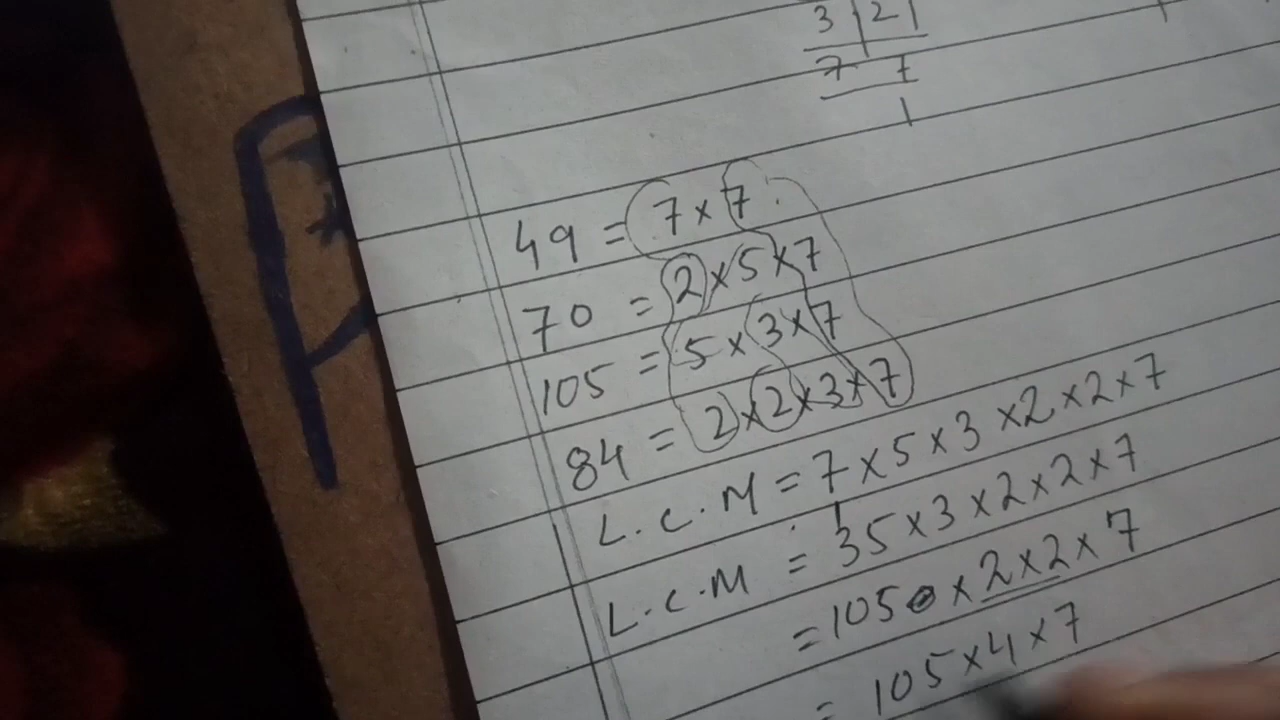 3 | 21
7 7
1
49 = 7 × 7
70 = 2 × 5 × 7
105 = 5 × 3 × 7
84 = 2 × 2 × 3 × 7
L.C.M = 7 × 5 × 3 × 2 × 2 × 7
L.C.M = 35 × 3 × 2 × 2 × 7
= 105 × 2 × 2 × 7
= 105 × 4 × 7